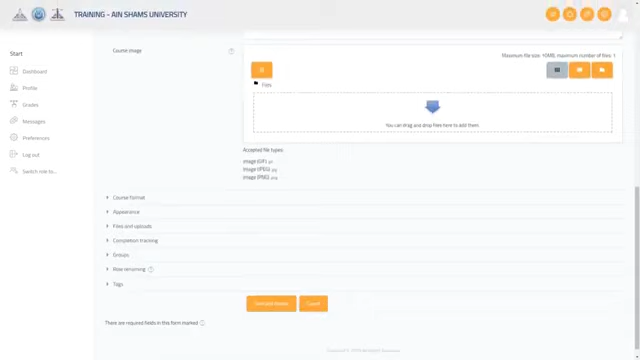 TRAINING - AIN SHAMS UNIVERSITY
Start
Dashboard
Profile
Grades
Messages
Preferences
Log out
Switch role to...
Course image
Maximum file size: 10MB, maximum number of files: 1
Files
You can drag and drop files here to add them.
Accepted file types:
Image (GIF) .gif
Image (JPEG) .jpg
Image (PNG) .png
Course format
Appearance
Files and uploads
Completion tracking
Groups
Role renaming
Tags
Cancel
There are required fields in this form marked